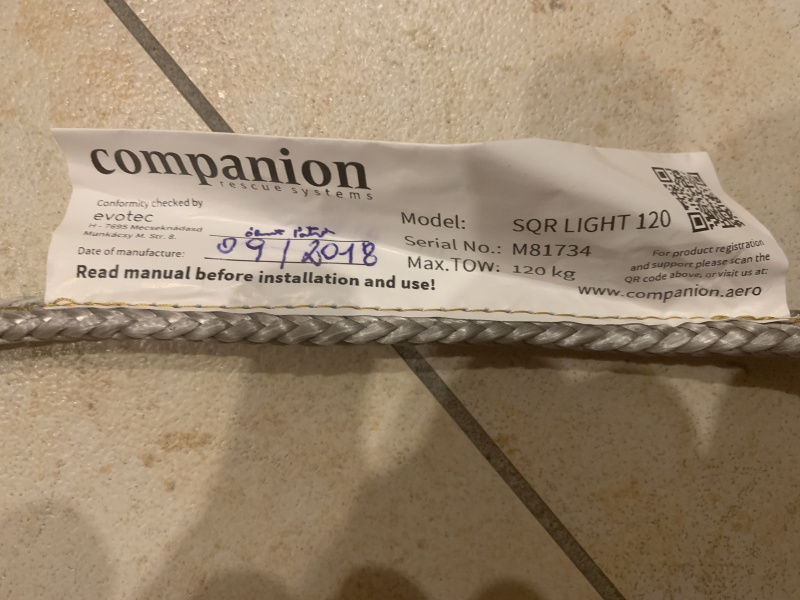 companion
rescue systems
Conformity checked by
evotec
H - 7695 Mecseknádasd
Munkácsy M. Str. 8.
Date of manufacture: 09/2018
Read manual before installation and use!
Model: SQR LIGHT 120
Serial No.: M81734
Max.TOW: 120 kg
For product registration
and support please scan the
QR code above, or visit us at:
www.companion.aero